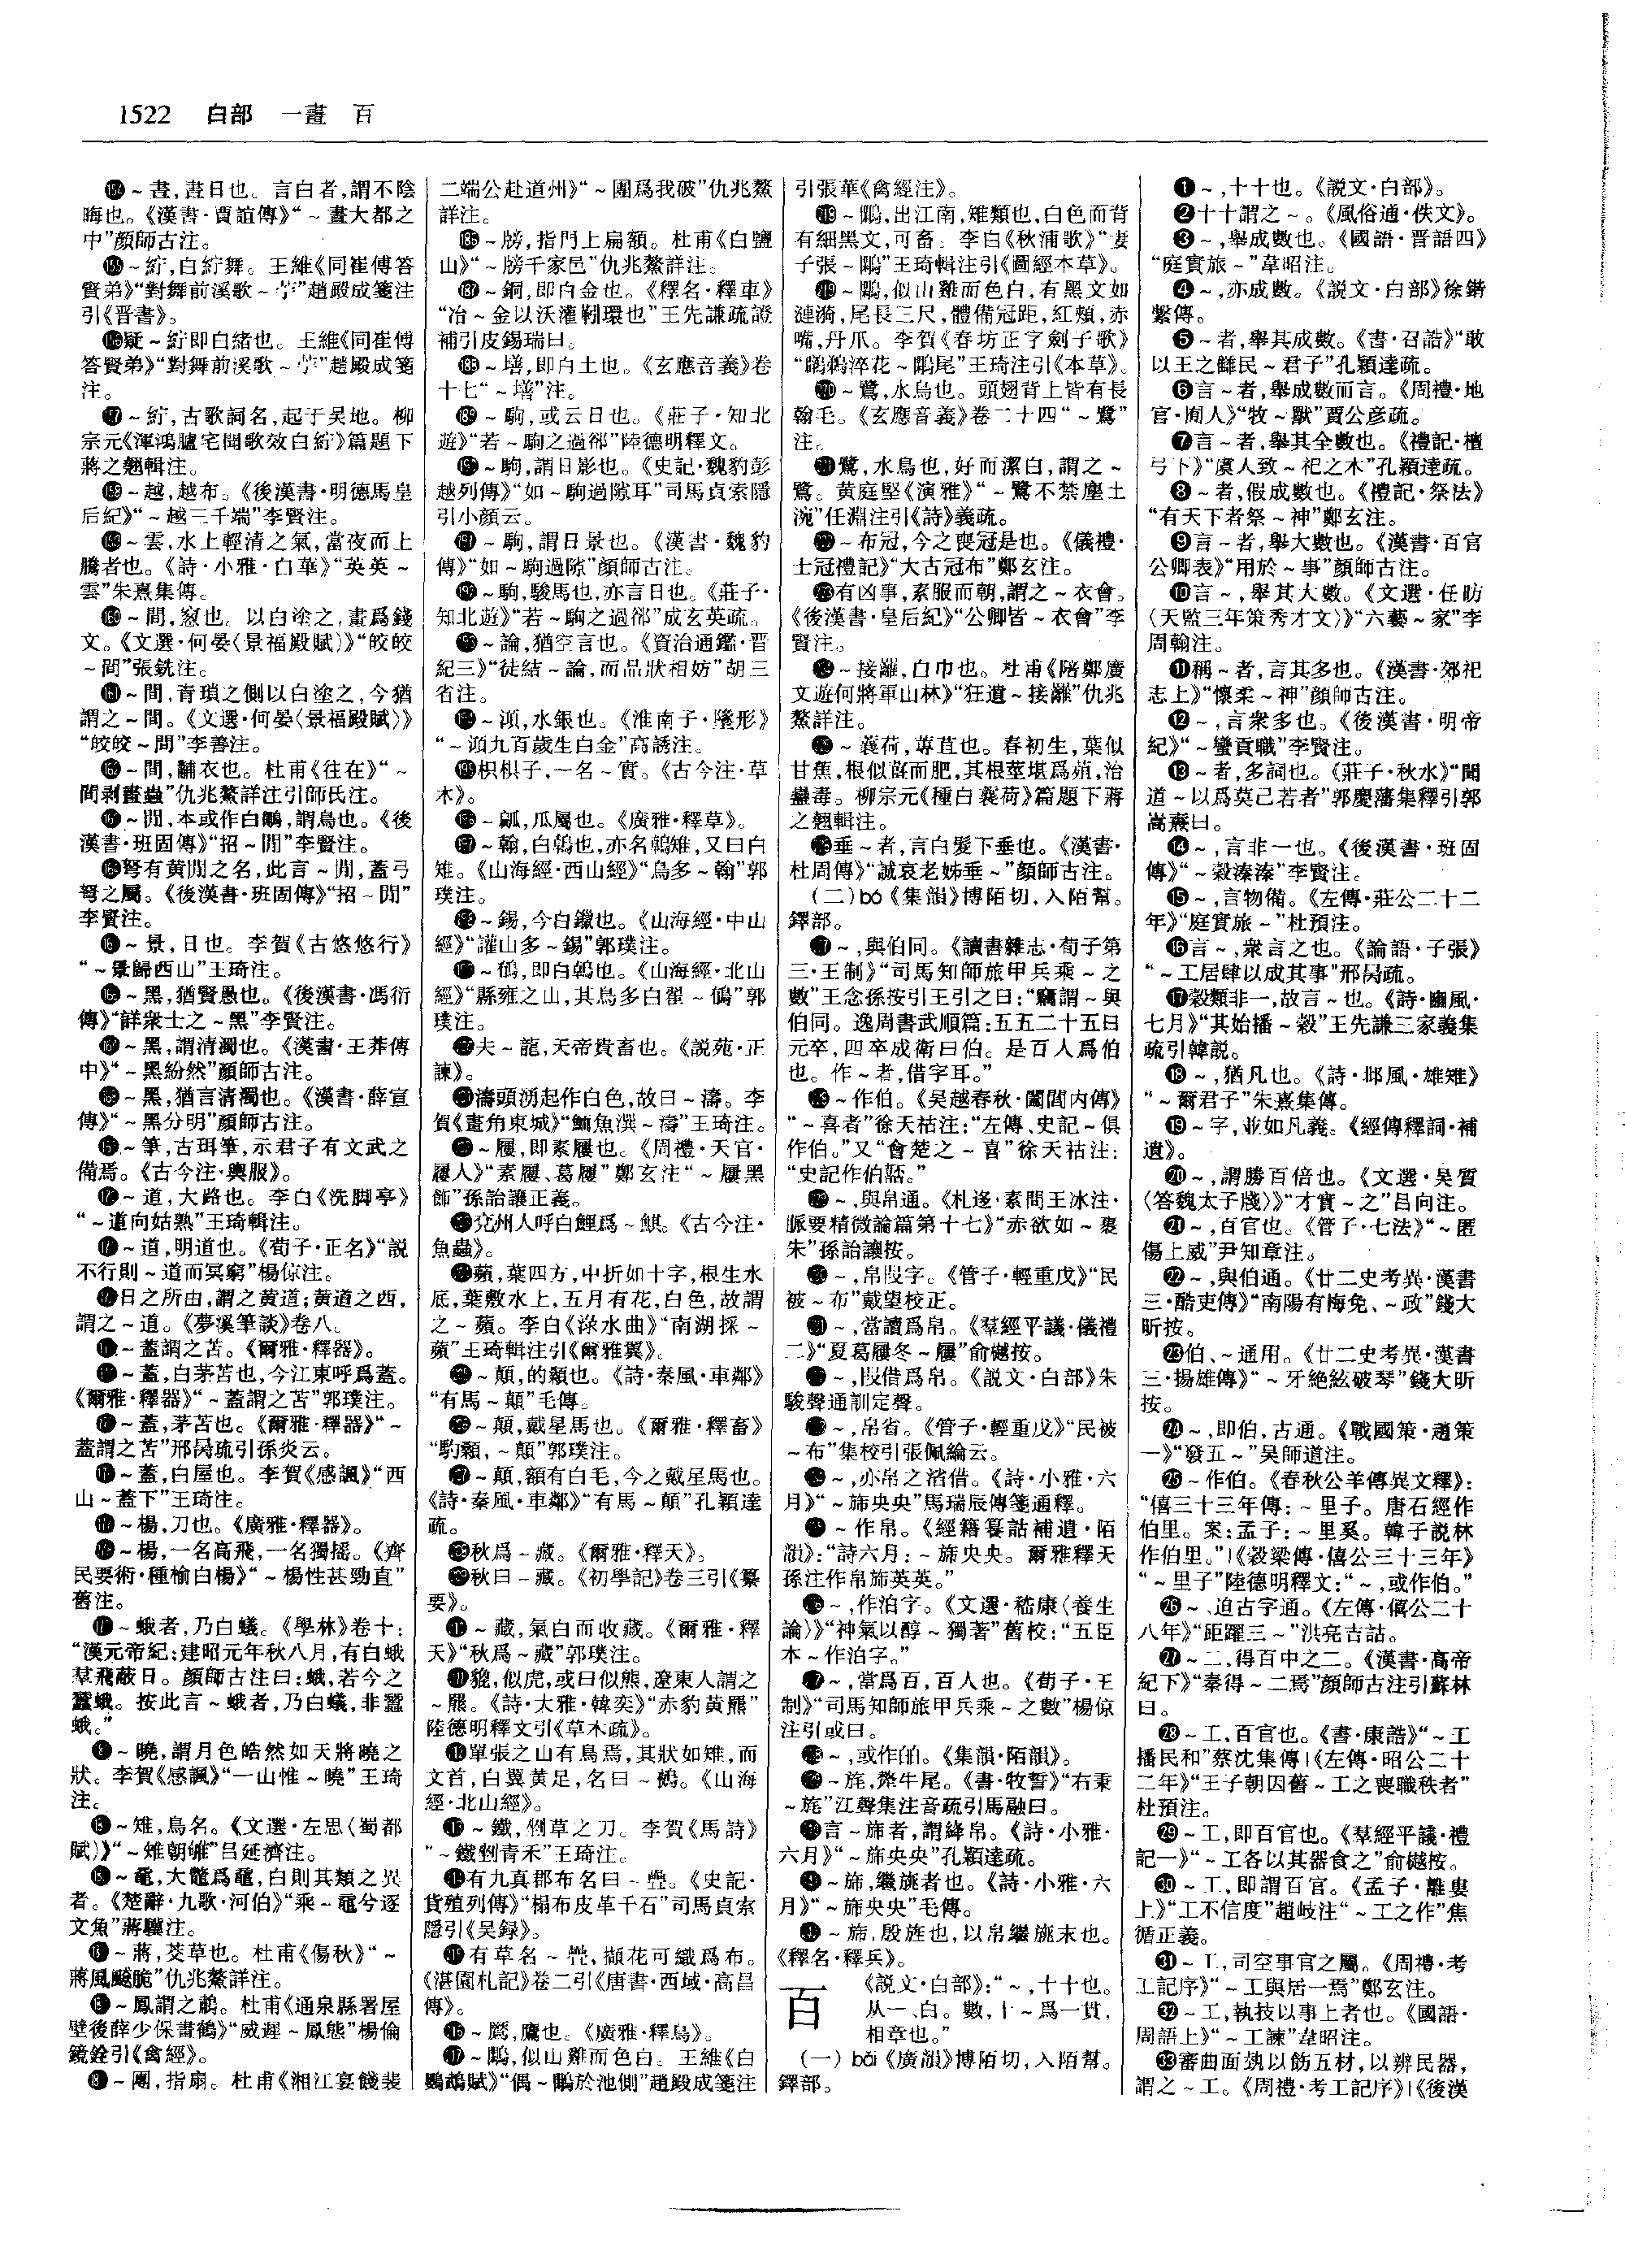 1522 白部 一畫 百
～晝,晝日也。言白者,謂不陰
晦也。《漢書·賈誼傳》“～晝大都之
中”顔師古注。
～紵,白紵舞。王維《同崔傅答
賢弟》“對舞前溪歌～紵”趙殿成箋注
引《晋書》。
疑～紵即白緒也。王維《同崔傅
答賢弟》“對舞前溪歌～紵”趙殿成箋
注。
～紵,古歌詞名,起于吴地。柳
宗元《渾鴻臚宅聞歌效白紵》篇題下
蔣之翹輯注。
～越,越布。《後漢書·明德馬皇
后紀》“～越三千端”李賢注。
～雲,水上輕清之氣,當夜而上
騰者也。《詩·小雅·白華》“英英～
雲”朱熹集傳。
～間,窗也。以白塗之,畫爲錢
文。《文選·何晏〈景福殿賦〉》“皎皎
～間”張銑注。
～間,青瑣之側以白塗之,今猶
謂之～間。《文選·何晏〈景福殿賦〉》
“皎皎～間”李善注。
～間,黼衣也。杜甫《往在》“～
間剥畫蟲”仇兆鰲詳注引師氏注。
～閒,本或作白鷳,謂鳥也。《後
漢書·班固傳》“招～閒”李賢注。
弩有黄閒之名,此言～閒,蓋弓
弩之屬。《後漢書·班固傳》“招～閒”
李賢注。
～景,日也。李賀《古悠悠行》
“～景歸西山”王琦注。
～黑,猶賢愚也。《後漢書·馮衍
傳》“詳衆士之～黑”李賢注。
～黑,謂清濁也。《漢書·王莽傳
中》“～黑紛然”顔師古注。
～黑,猶言清濁也。《漢書·薛宣
傳》“～黑分明”顔師古注。
～筆,古珥筆,示君子有文武之
備焉。《古今注·輿服》。
～道,大路也。李白《洗脚亭》
“～道向姑熟”王琦輯注。
～道,明道也。《荀子·正名》“説
不行則～道而冥窮”楊倞注。
日之所由,謂之黄道;黄道之西,
謂之～道。《夢溪筆談》卷八。
～蓋謂之苫。《爾雅·釋器》。
～蓋,白茅苫也,今江東呼爲蓋。
《爾雅·釋器》“～蓋謂之苫”郭璞注。
～蓋,茅苫也。《爾雅·釋器》“～
蓋謂之苫”邢昺疏引孫炎云。
～蓋,白屋也。李賀《感諷》“西
山～蓋下”王琦注。
～楊,刀也。《廣雅·釋器》。
～楊,一名高飛,一名獨摇。《齊
民要術·種榆白楊》“～楊性甚勁直”
舊注。
～蛾者,乃白蟻。《學林》卷十:
“漢元帝紀:建昭元年秋八月,有白蛾
羣飛蔽日。顔師古注曰:蛾,若今之
蠶蛾。按此言～蛾者,乃白蟻,非蠶
蛾。”
～曉,謂月色皓然如天將曉之
狀。李賀《感諷》“一山惟～曉”王琦
注。
～雉,鳥名。《文選·左思〈蜀都
賦〉》“～雉朝雊”吕延濟注。
～黿,大鼈爲黿,白則其類之異
者。《楚辭·九歌·河伯》“乘～黿兮逐
文魚”蔣驥注。
～蔣,茭草也。杜甫《傷秋》“～
蔣風飈脆”仇兆鰲詳注。
～鳳謂之鷫。杜甫《通泉縣署屋
壁後薛少保畫鶴》“威遲～鳳態”楊倫
鏡銓引《禽經》。
～團,指扇。杜甫《湘江宴餞裴
二端公赴道州》“～團爲我破”仇兆鰲
詳注。
～牓,指門上扁額。杜甫《白鹽
山》“～牓千家邑”仇兆鰲詳注。
～銅,即白金也。《釋名·釋車》
“冶～金以沃灌靷環也”王先謙疏證
補引皮錫瑞曰。
～墡,即白土也。《玄應音義》卷
十七“～墡”注。
～駒,或云日也。《莊子·知北
遊》“若～駒之過郤”陸德明釋文。
～駒,謂日影也。《史記·魏豹彭
越列傳》“如～駒過隙耳”司馬貞索隱
引小顔云。
～駒,謂日景也。《漢書·魏豹
傳》“如～駒過隙”顔師古注。
～駒,駿馬也,亦言日也。《莊子·
知北遊》“若～駒之過郤”成玄英疏。
～論,猶空言也。《資治通鑑·晋
紀三》“徒結～論,而品狀相妨”胡三
省注。
～澒,水銀也。《淮南子·墬形》
“～澒九百歲生白金”高誘注。
枳椇子,一名～實。《古今注·草
木》。
～瓝,瓜屬也。《廣雅·釋草》。
～翰,白鵫也,亦名鵫雉,又曰白
雉。《山海經·西山經》“鳥多～翰”郭
璞注。
～錫,今白鑞也。《山海經·中山
經》“讙山多～錫”郭璞注。
～鵺,即白鵫也。《山海經·北山
經》“縣雍之山,其鳥多白翟～鵺”郭
璞注。
夫～龍,天帝貴畜也。《説苑·正
諫》。
濤頭湧起作白色,故曰～濤。李
賀《畫角東城》“鮞魚潠～濤”王琦注。
～屨,即素屨也。《周禮·天官·
屨人》“素屨、葛屨”鄭玄注“～屨黑
飾”孫詒讓正義。
兖州人呼白鯉爲～騏。《古今注·
魚蟲》。
蘋,葉四方,中折如十字,根生水
底,葉敷水上,五月有花,白色,故謂
之～蘋。李白《淥水曲》“南湖採～
蘋”王琦輯注引《爾雅翼》。
～顛,的顙也。《詩·秦風·車鄰》
“有馬～顛”毛傳。
～顛,戴星馬也。《爾雅·釋畜》
“馰顙,～顛”郭璞注。
～顛,額有白毛,今之戴星馬也。
《詩·秦風·車鄰》“有馬～顛”孔穎達
疏。
秋爲～藏。《爾雅·釋天》。
秋曰～藏。《初學記》卷三引《纂
要》。
～藏,氣白而收藏。《爾雅·釋
天》“秋爲～藏”郭璞注。
貔,似虎,或曰似熊,遼東人謂之
～羆。《詩·大雅·韓奕》“赤豹黄羆”
陸德明釋文引《草木疏》。
單張之山有鳥焉,其狀如雉,而
文首,白翼黄足,名曰～鵺。《山海
經·北山經》。
～鐵,剉草之刀。李賀《馬詩》
“～鐵剉青禾”王琦注。
有九真郡布名曰～疊。《史記·
貨殖列傳》“榻布皮革千石”司馬貞索
隱引《吴録》。
有草名～疊,擷花可織爲布。
《湛園札記》卷二引《唐書·西域·高昌
傳》。
～鷢,鷹也。《廣雅·釋鳥》。
～鷳,似山雞而色白。王維《白
鸚鵡賦》“偶～鷳於池側”趙殿成箋注
引張華《禽經注》。
～鷳,出江南,雉類也,白色而背
有細黑文,可畜。李白《秋浦歌》“妻
子張～鷳”王琦輯注引《圖經本草》。
～鷳,似山雞而色白,有黑文如
漣漪,尾長三尺,體備冠距,紅頰,赤
嘴,丹爪。李賀《春坊正字劍子歌》
“鸊鵜淬花～鷳尾”王琦注引《本草》。
～鷺,水鳥也。頭翅背上皆有長
翰毛。《玄應音義》卷二十四“～鷺”
注。
鷺,水鳥也,好而潔白,謂之～
鷺。黄庭堅《演雅》“～鷺不禁塵土
涴”任淵注引《詩》義疏。
～布冠,今之喪冠是也。《儀禮·
士冠禮記》“大古冠布”鄭玄注。
有凶事,素服而朝,謂之～衣會。
《後漢書·皇后紀》“公卿皆～衣會”李
賢注。
～接䍦,白巾也。杜甫《陪鄭廣
文遊何將軍山林》“狂遺～接䍦”仇兆
鰲詳注。
～蘘荷,蓴苴也。春初生,葉似
甘蕉,根似薑而肥,其根莖堪爲葅,治
蠱毒。柳宗元《種白蘘荷》篇題下蔣
之翹輯注。
垂～者,言白髮下垂也。《漢書·
杜周傳》“誠哀老姊垂～”顔師古注。
(二) bó《集韻》博陌切,入陌幫。
鐸部。
～,與伯同。《讀書雜志·荀子第
三·王制》“司馬知師旅甲兵乘～之
數”王念孫按引王引之曰:“竊謂～與
伯同。逸周書武順篇:五五二十五曰
元卒,四卒成衛曰伯。是百人爲伯
也。作～者,借字耳。”
～作伯。《吴越春秋·闔閭内傳》
“～喜者”徐天祜注:“左傳、史記～俱
作伯。”又“會楚之～喜”徐天祜注:
“史記作伯嚭。”
～,與帛通。《札迻·素問王冰注·
脈要精微論篇第十七》“赤欲如～裹
朱”孫詒讓按。
～,帛叚字。《管子·輕重戊》“民
被～布”戴望校正。
～,當讀爲帛。《羣經平議·儀禮
二》“夏葛屨冬～屨”俞樾按。
～,叚借爲帛。《説文·白部》朱
駿聲通訓定聲。
～,帛省。《管子·輕重戊》“民被
～布”集校引張佩綸云。
～,亦帛之渻借。《詩·小雅·六
月》“～旆央央”馬瑞辰傳箋通釋。
～作帛。《經籍籑詁補遺·陌
韻》:“詩六月:～旆央央。爾雅釋天
孫注作帛旆英英。”
～,作泊字。《文選·嵇康〈養生
論〉》“神氣以醇～獨著”舊校:“五臣
本～作泊字。”
～,當爲百,百人也。《荀子·王
制》“司馬知師旅甲兵乘～之數”楊倞
注引或曰。
～,或作㿟。《集韻·陌韻》。
～旄,犛牛尾。《書·牧誓》“右秉
～旄”江聲集注音疏引馬融曰。
言～旆者,謂絳帛。《詩·小雅·
六月》“～旆央央”孔穎達疏。
～旆,繼旐者也。《詩·小雅·六
月》“～旆央央”毛傳。
～旆,殷旌也,以帛繼旐末也。
《釋名·釋兵》。
百
《説文·白部》:“～,十十也。
从一、白。數,十～爲一貫,
相章也。”
(一) bǎi《廣韻》博陌切,入陌幫。
鐸部。
❶～,十十也。《説文·白部》。
❷十十謂之～。《風俗通·佚文》。
❸～,舉成數也。《國語·晋語四》
“庭實旅～”韋昭注。
❹～,亦成數。《説文·白部》徐鍇
繫傳。
❺～者,舉其成數。《書·召誥》“敢
以王之讎民～君子”孔穎達疏。
❻言～者,舉成數而言。《周禮·地
官·閭人》“牧～獸”賈公彦疏。
❼言～者,舉其全數也。《禮記·檀
弓下》“虞人致～祀之木”孔穎達疏。
❽～者,假成數也。《禮記·祭法》
“有天下者祭～神”鄭玄注。
❾言～者,舉大數也。《漢書·百官
公卿表》“用於～事”顔師古注。
❿言～,舉其大數。《文選·任昉
〈天監三年策秀才文〉》“六藝～家”李
周翰注。
⓫稱～者,言其多也。《漢書·郊祀
志上》“懷柔～神”顔師古注。
⓬～,言衆多也。《後漢書·明帝
紀》“～蠻貢職”李賢注。
⓭～者,多詞也。《莊子·秋水》“聞
道～以爲莫己若者”郭慶藩集釋引郭
嵩燾曰。
⓮～,言非一也。《後漢書·班固
傳》“～穀溱溱”李賢注。
⓯～,言物備。《左傳·莊公二十二
年》“庭實旅～”杜預注。
⓰言～,衆言之也。《論語·子張》
“～工居肆以成其事”邢昺疏。
⓱穀類非一,故言～也。《詩·豳風·
七月》“其始播～穀”王先謙三家義集
疏引韓説。
⓲～,猶凡也。《詩·邶風·雄雉》
“～爾君子”朱熹集傳。
⓳～字,並如凡義。《經傳釋詞·補
遺》。
⓴～,謂勝百倍也。《文選·吴質
〈答魏太子牋〉》“才實～之”吕向注。
㉑～,百官也。《管子·七法》“～匿
傷上威”尹知章注。
㉒～,與伯通。《廿二史考異·漢書
三·酷吏傳》“南陽有梅免、～政”錢大
昕按。
㉓伯、～通用。《廿二史考異·漢書
三·揚雄傳》“～牙絶絃破琴”錢大昕
按。
㉔～,即伯,古通。《戰國策·趙策
一》“發五～”吴師道注。
㉕～作伯。《春秋公羊傳異文釋》:
“僖三十三年傳:～里子。唐石經作
伯里。案:孟子:～里奚。韓子説林
作伯里。”|《穀梁傳·僖公三十三年》
“～里子”陸德明釋文:“～,或作伯。”
㉖～、迫古字通。《左傳·僖公二十
八年》“距躍三～”洪亮吉詁。
㉗～二,得百中之二。《漢書·高帝
紀下》“秦得～二焉”顔師古注引蘇林
曰。
㉘～工,百官也。《書·康誥》“～工
播民和”蔡沈集傳|《左傳·昭公二十
二年》“王子朝因舊～工之喪職秩者”
杜預注。
㉙～工,即百官也。《羣經平議·禮
記一》“～工各以其器食之”俞樾按。
㉚～工,即謂百官。《孟子·離婁
上》“工不信度”趙岐注“～工之作”焦
循正義。
㉛～工,司空事官之屬。《周禮·考
工記序》“～工與居一焉”鄭玄注。
㉜～工,執技以事上者也。《國語·
周語上》“～工諫”韋昭注。
㉝審曲面埶以飭五材,以辨民器,
謂之～工。《周禮·考工記序》|《後漢